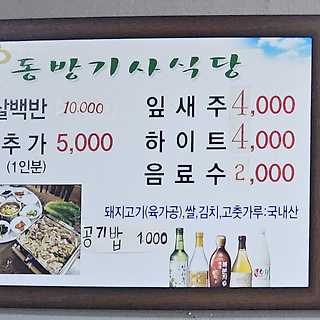 동방기사식당
살백반 10.000
추가 5,000
(1인분)
잎새주 4,000
하이트 4,000
음료수 2,000
돼지고기(육가공),쌀,김치,고춧가루:국내산
공기밥 1000